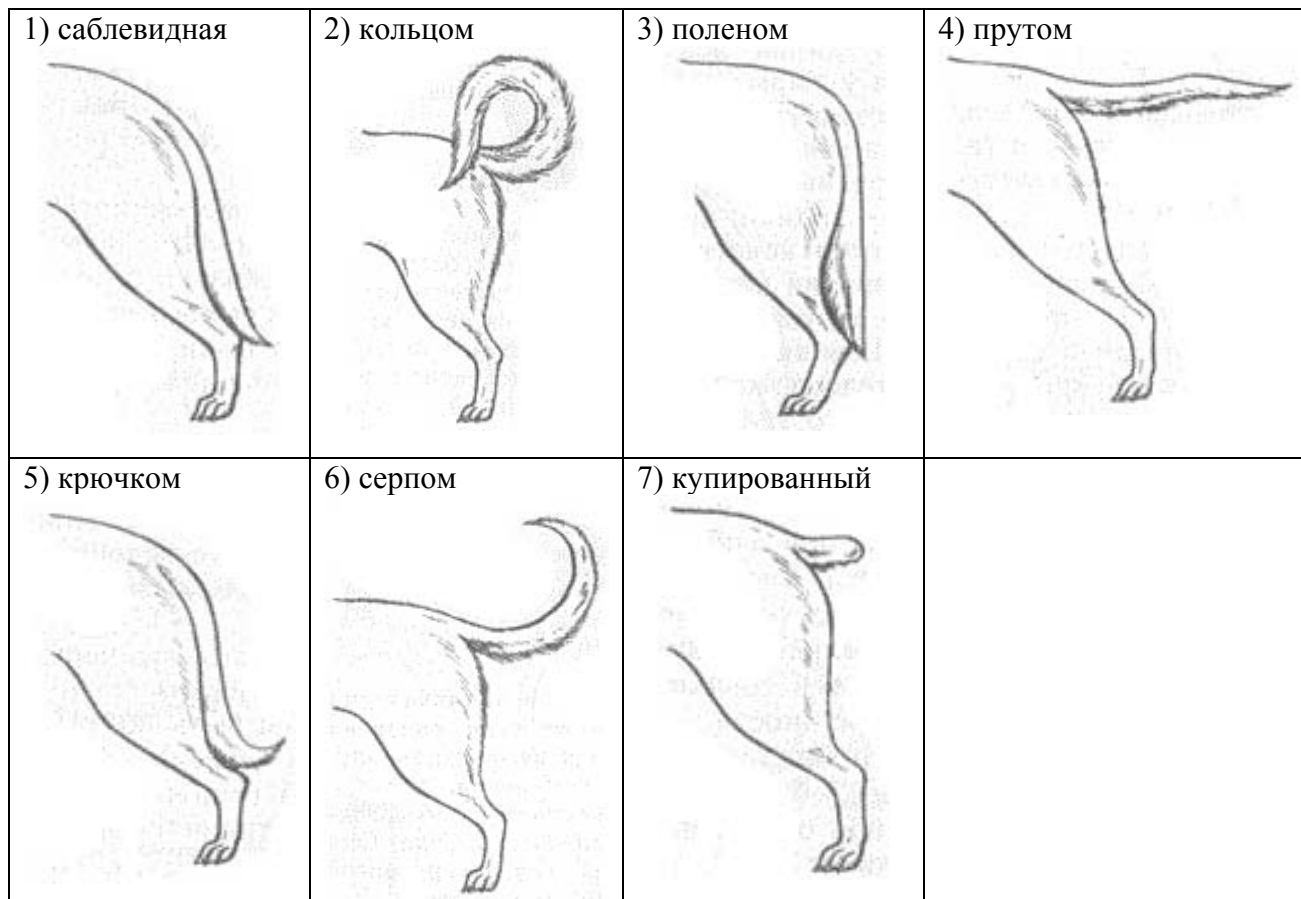 1) саблевидная
2) кольцом
3) поленом
4) прутом
5) крючком
6) серпом
7) купированный